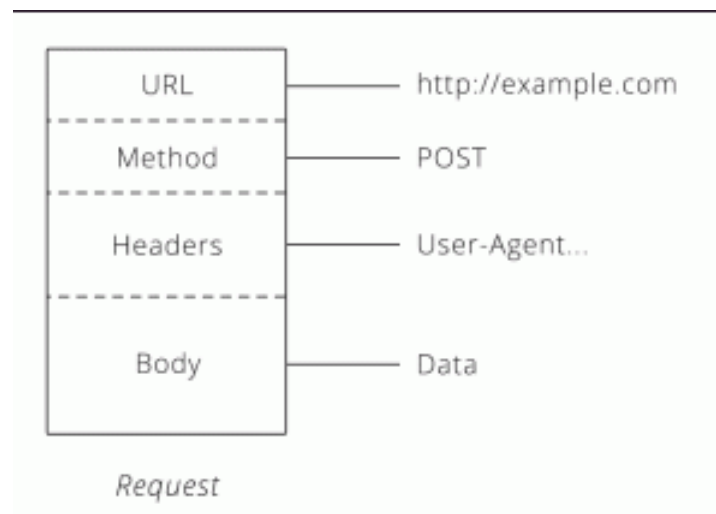 URL http://example.com
Method POST
Headers User-Agent...
Body Data
Request